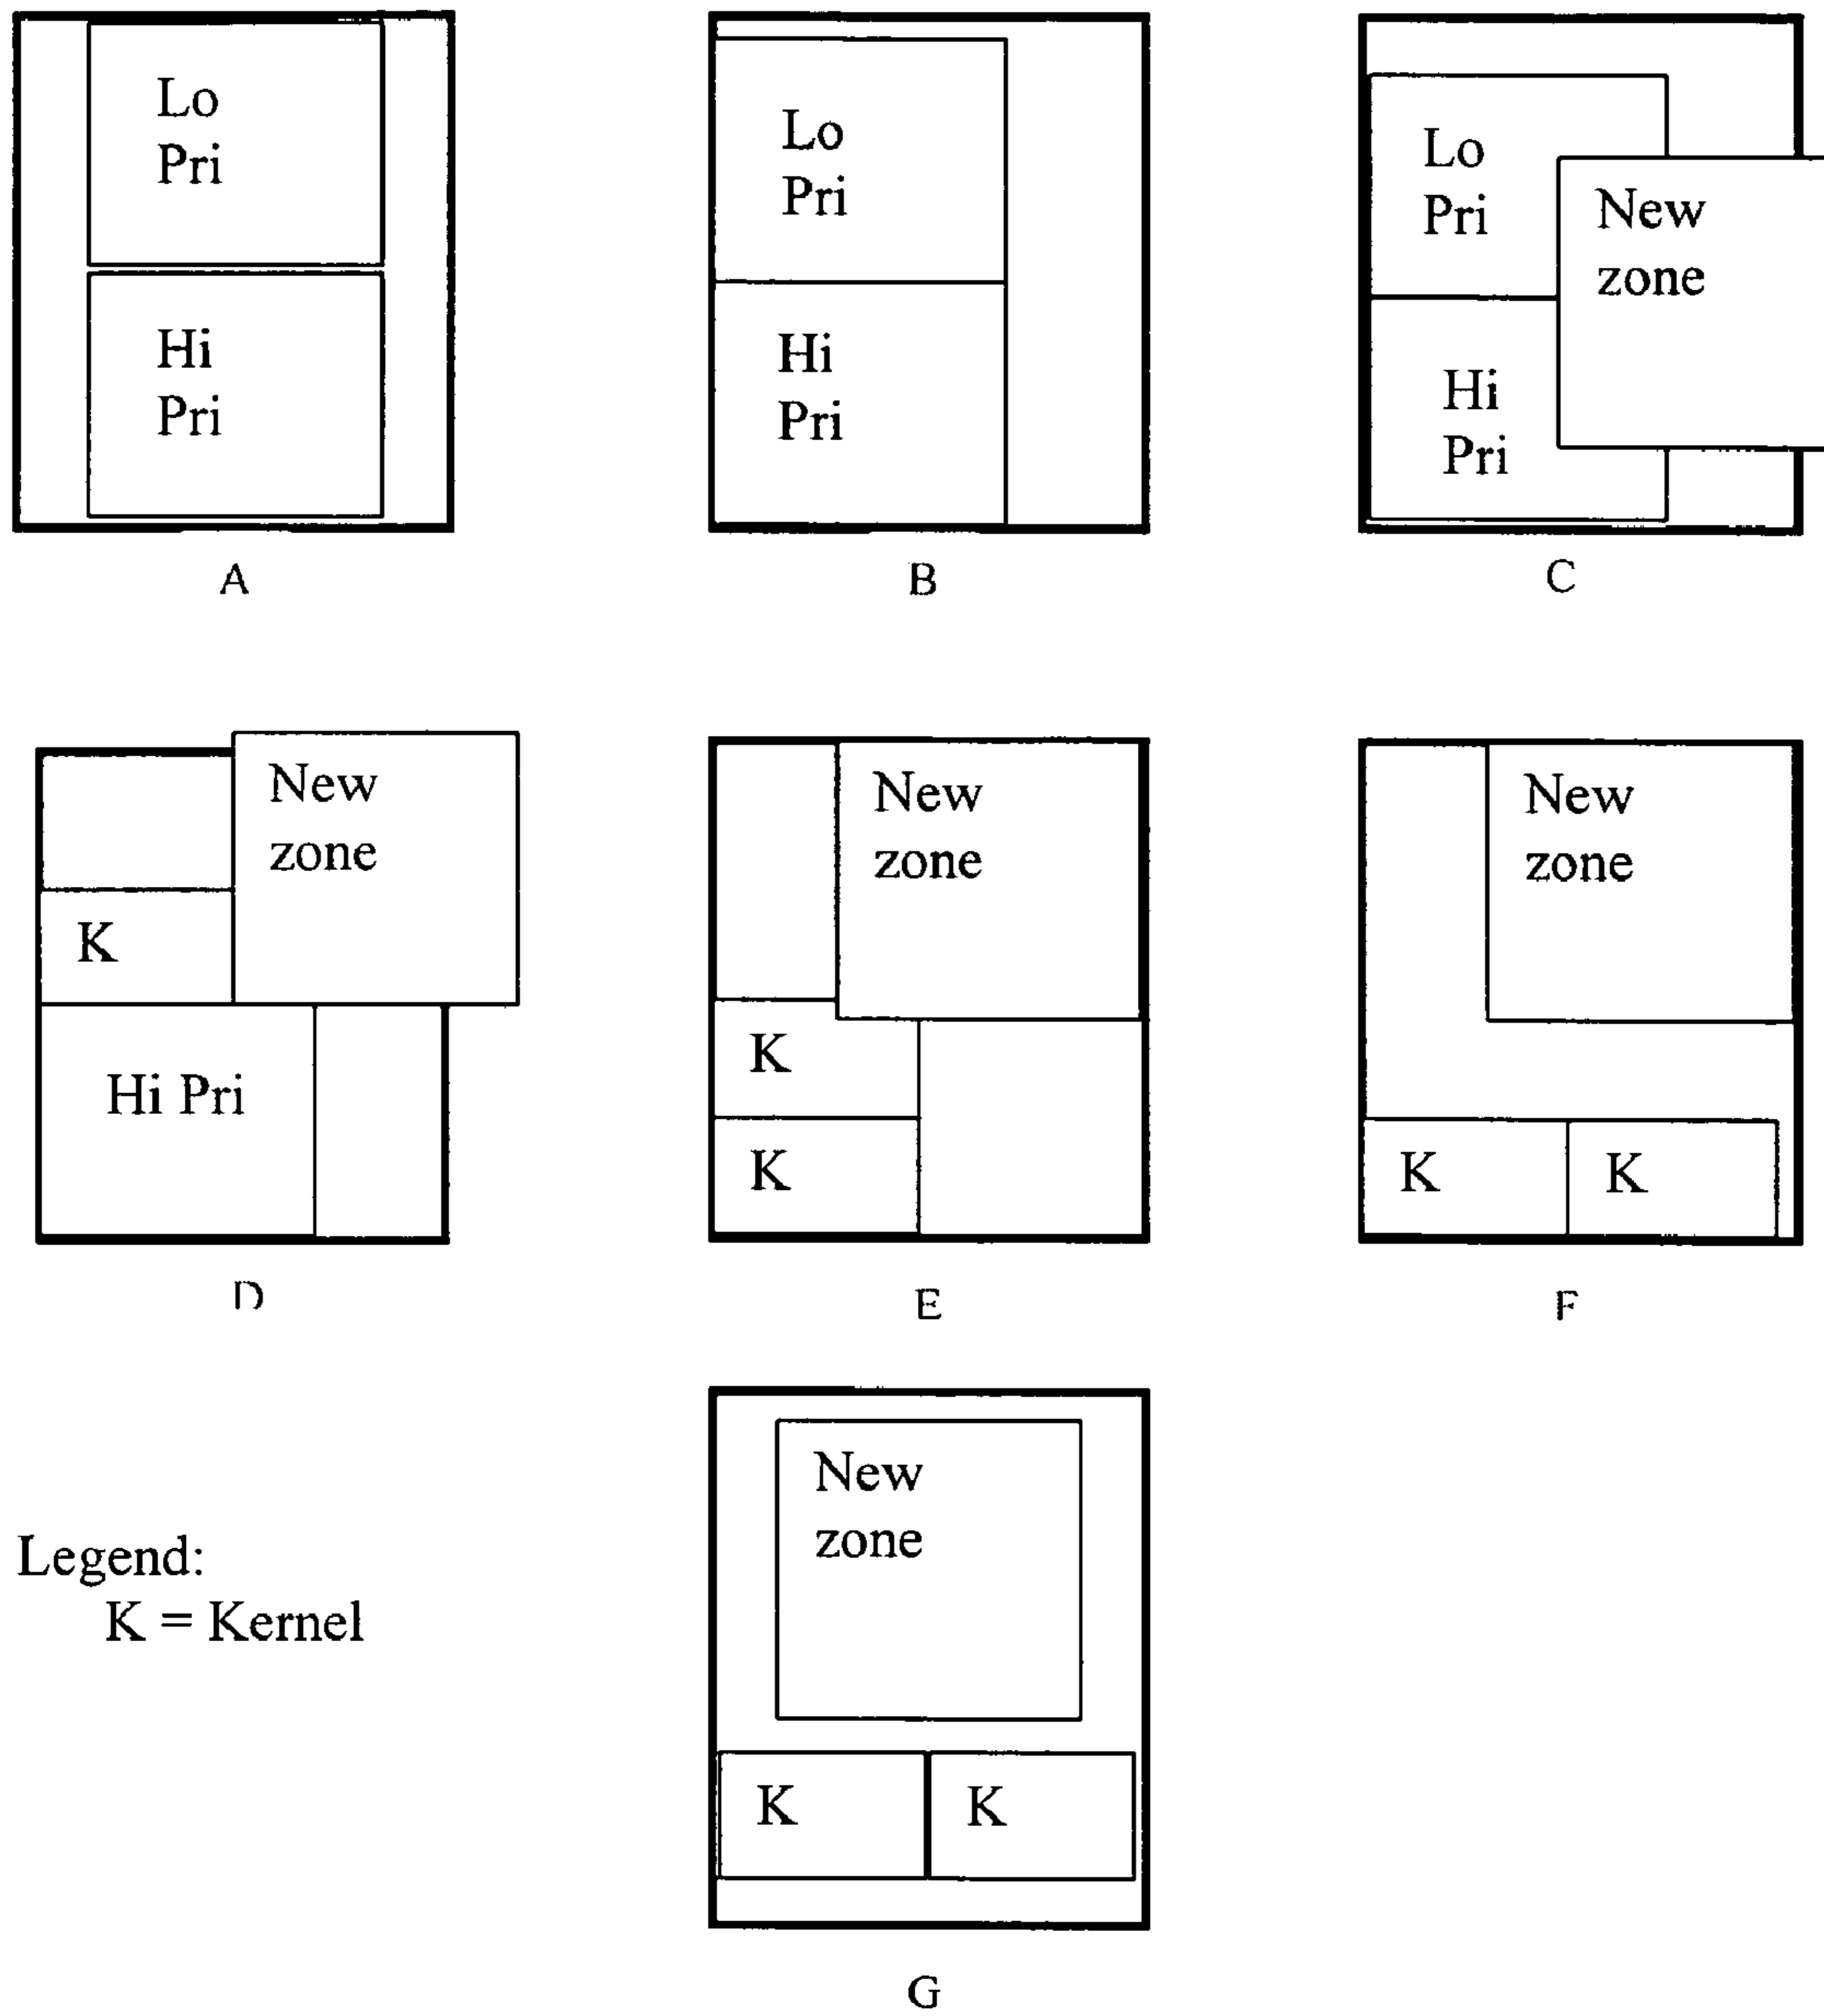 Lo
Pri
Hi
Pri
A
Lo
Pri
Hi
Pri
B
Lo
Pri
New
zone
Hi
Pri
C
New
zone
K
Hi Pri
D
New
zone
K
K
E
New
zone
K K
F
New
zone
K K
G
Legend:
K = Kernel